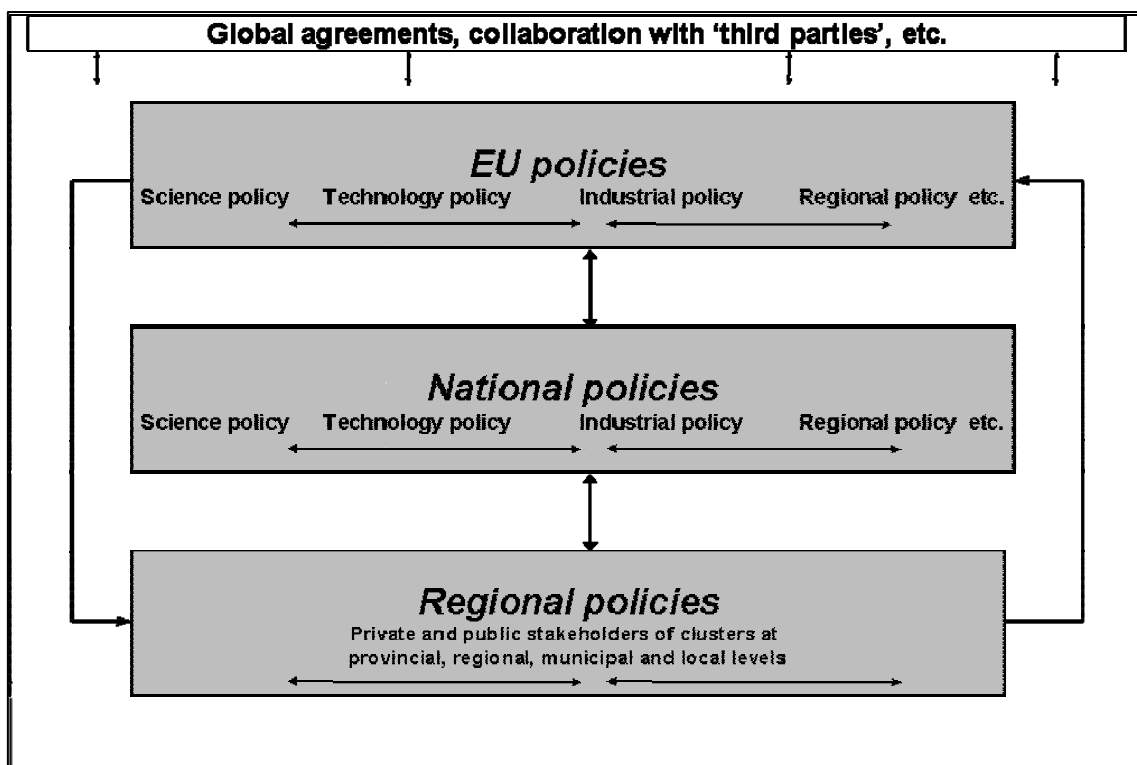 Global agreements, collaboration with ‘third parties’, etc.
EU policies
Science policy Technology policy Industrial policy Regional policy etc.
National policies
Science policy Technology policy Industrial policy Regional policy etc.
Regional policies
Private and public stakeholders of clusters at
provincial, regional, municipal and local levels